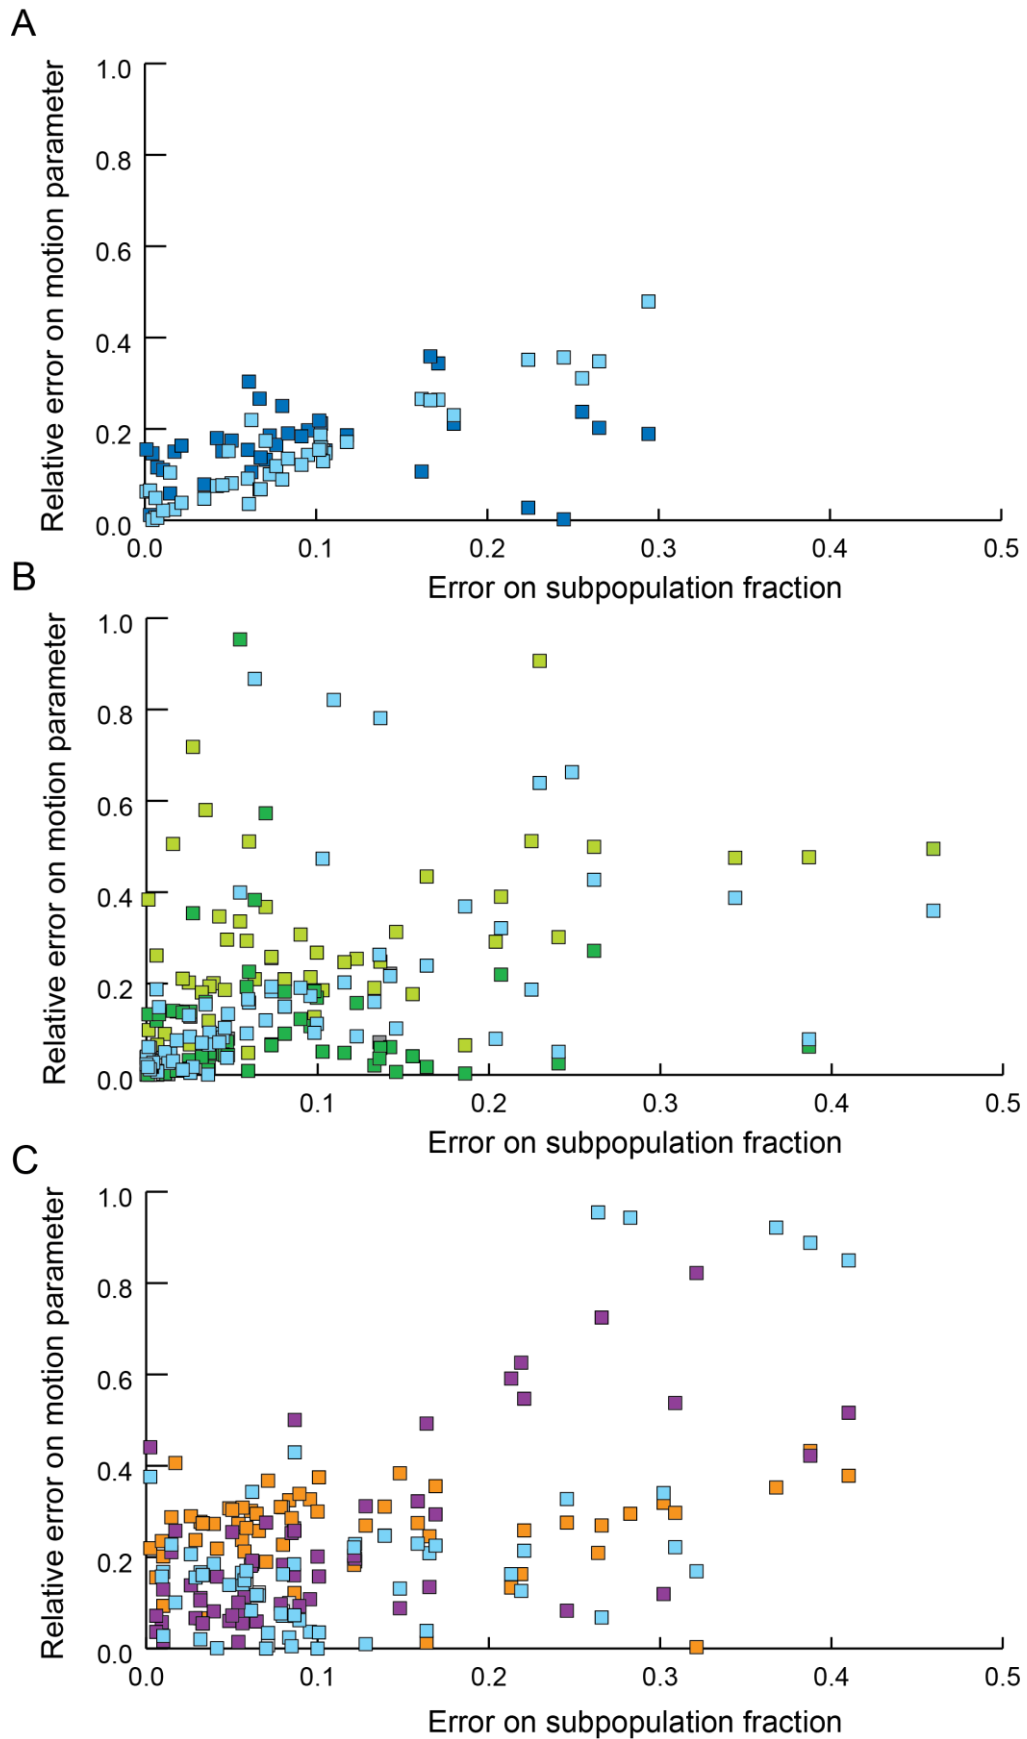 A
Relative error on motion parameter
1.0
0.8
0.6
0.4
0.2
0.0
0.0 0.1 0.2 0.3 0.4 0.5
Error on subpopulation fraction
B
Relative error on motion parameter
1.0
0.8
0.6
0.4
0.2
0.0
0.1 0.2 0.3 0.4 0.5
Error on subpopulation fraction
C
Relative error on motion parameter
1.0
0.8
0.6
0.4
0.2
0.0
0.0 0.1 0.2 0.3 0.4 0.5
Error on subpopulation fraction